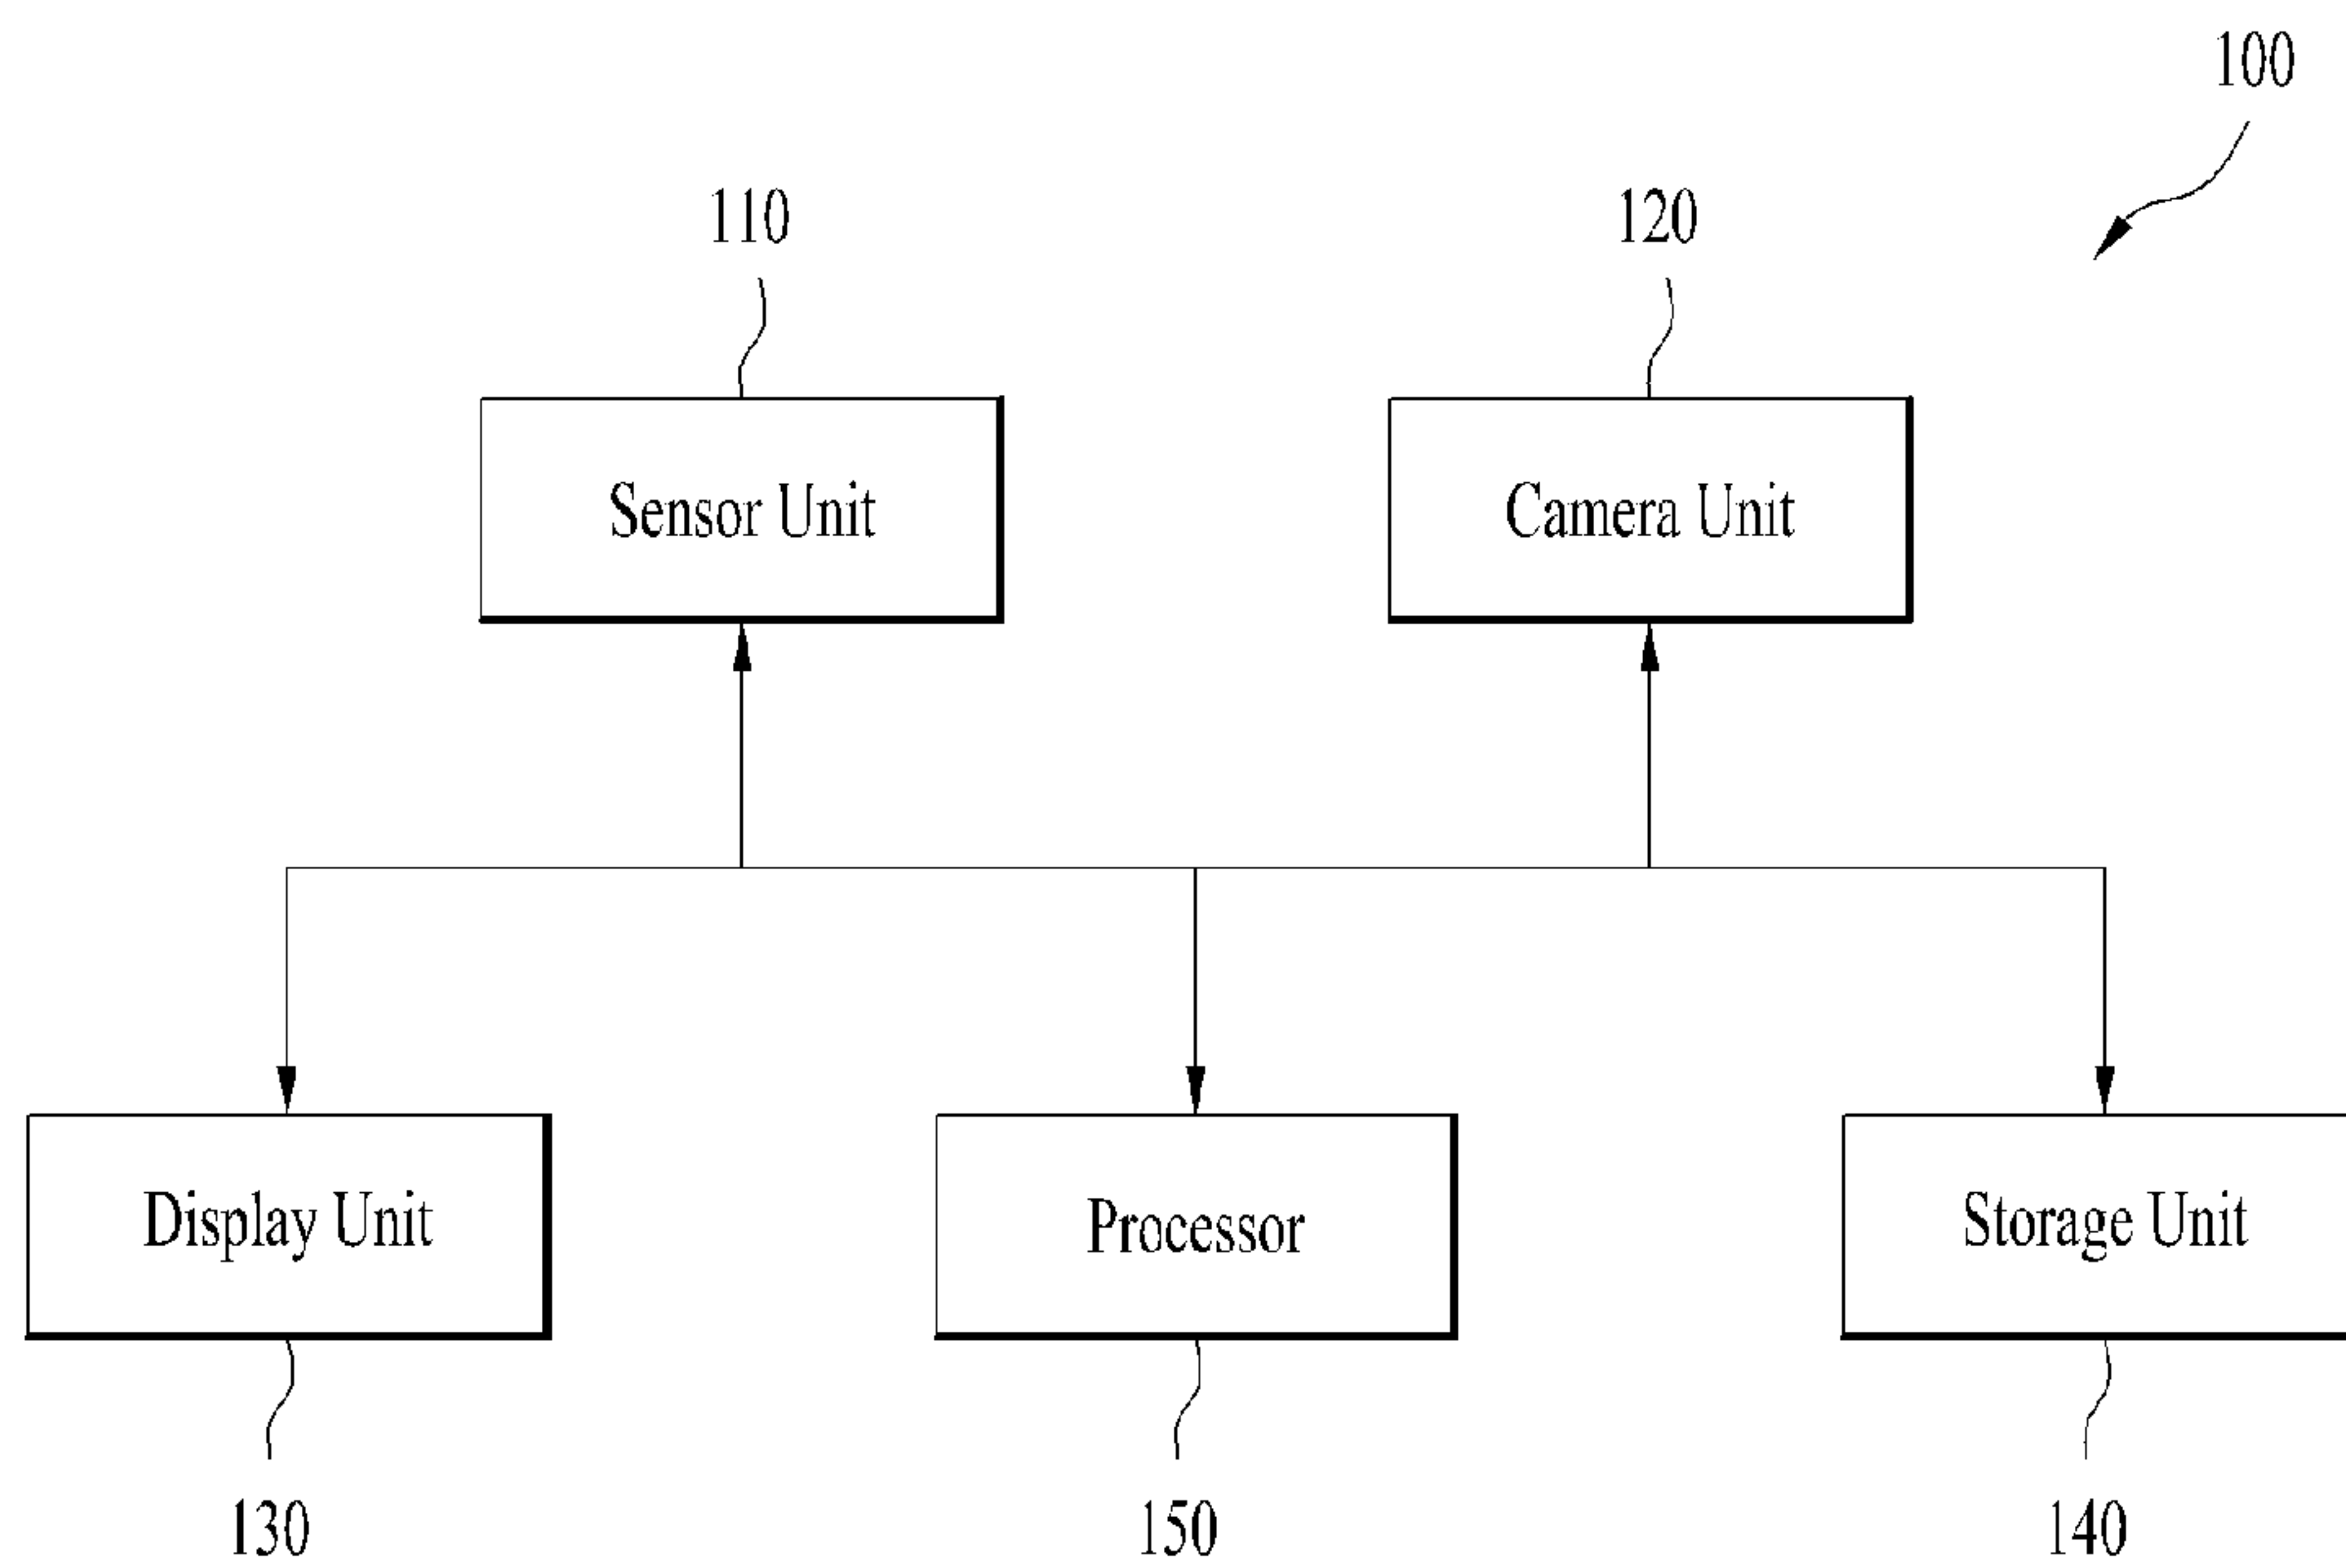 100
110
120
Sensor Unit
Camera Unit
Display Unit
Processor
Storage Unit
130
150
140